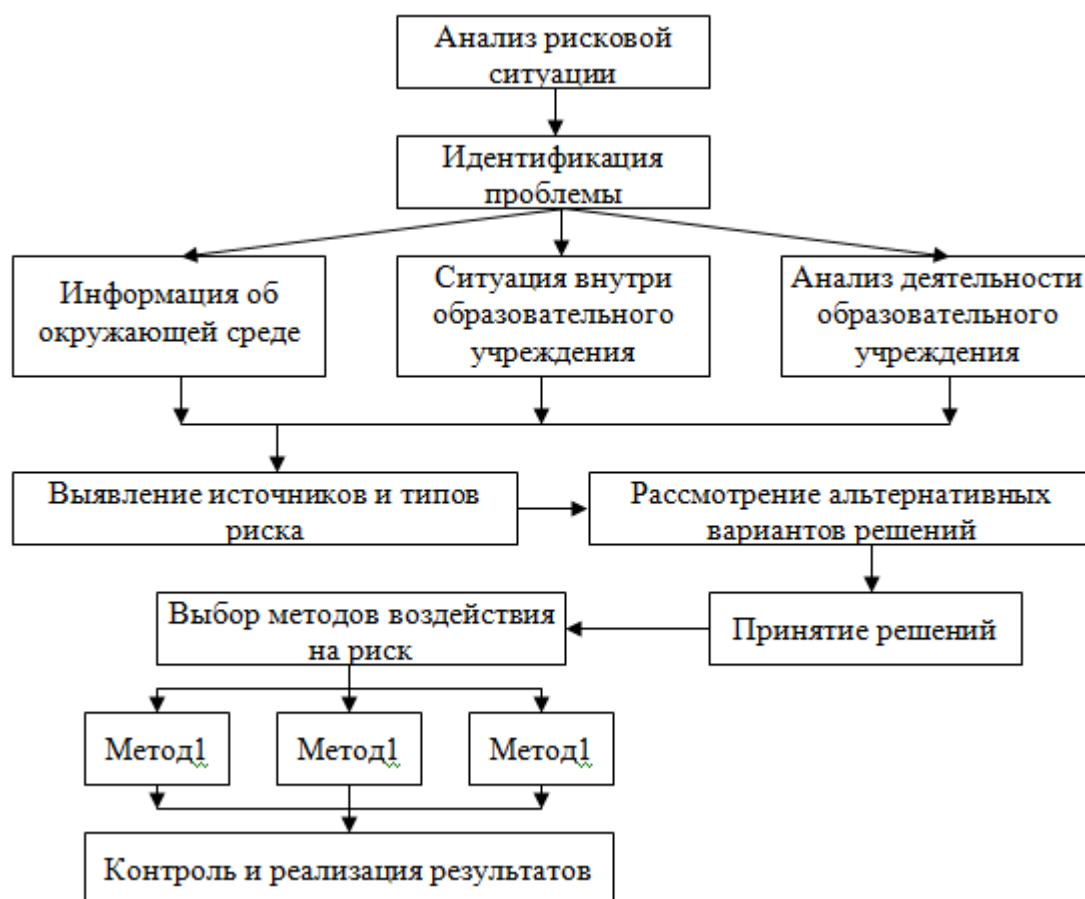 Анализ рисковой
ситуации
Идентификация
проблемы
Информация об
окружающей среде
Ситуация внутри
образовательного
учреждения
Анализ деятельности
образовательного
учреждения
Выявление источников и типов
риска
Рассмотрение альтернативных
вариантов решений
Выбор методов воздействия
на риск
Принятие решений
Метод1
Метод1
Метод1
Контроль и реализация результатов